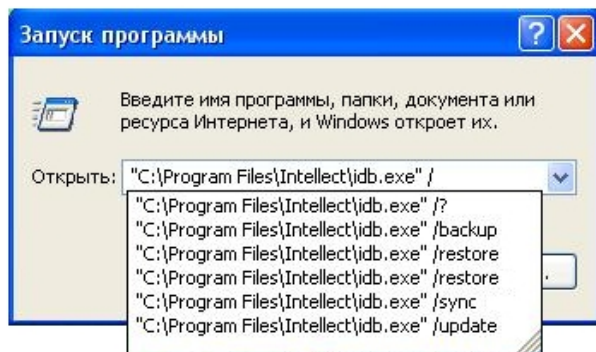 Запуск программы
Введите имя программы, папки, документа или
ресурса Интернета, и Windows откроет их.
Открыть: "C:\Program Files\Intellect\idb.exe" /
"C:\Program Files\Intellect\idb.exe" /?
"C:\Program Files\Intellect\idb.exe" /backup
"C:\Program Files\Intellect\idb.exe" /restore
"C:\Program Files\Intellect\idb.exe" /restore
"C:\Program Files\Intellect\idb.exe" /sync
"C:\Program Files\Intellect\idb.exe" /update